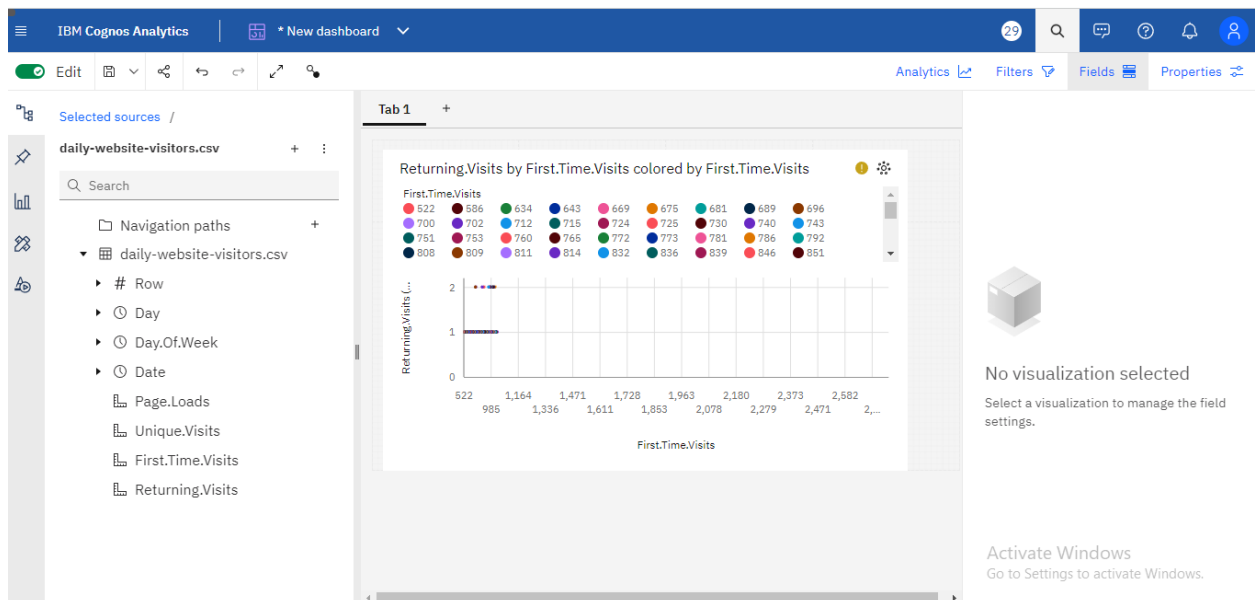 IBM Cognos Analytics
* New dashboard
29
Edit
Analytics
Filters
Fields
Properties
Selected sources /
daily-website-visitors.csv
Search
Navigation paths
daily-website-visitors.csv
# Row
Day
Day.Of.Week
Date
Page.Loads
Unique.Visits
First.Time.Visits
Returning.Visits
Tab 1
Returning.Visits by First.Time.Visits colored by First.Time.Visits
First.Time.Visits
522 586 634 643 669 675 681 689 696
700 702 712 715 724 725 730 740 743
751 753 760 765 772 773 781 786 792
808 809 811 814 832 836 839 846 851
Returning.Visits (...
2
1
0
522 1,164 1,471 1,728 1,963 2,180 2,373 2,582
985 1,336 1,611 1,853 2,078 2,279 2,471 2,...
First.Time.Visits
No visualization selected
Select a visualization to manage the field
settings.
Activate Windows
Go to Settings to activate Windows.